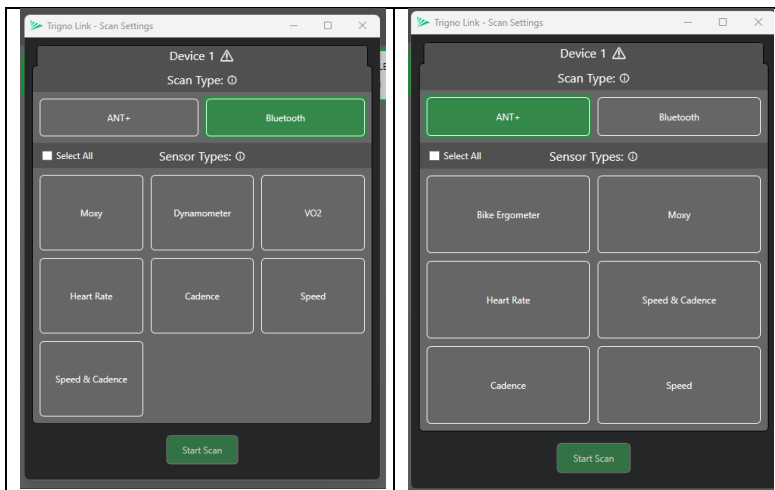 Trigno Link - Scan Settings
Device 1
Scan Type:
ANT+ Bluetooth
Select All Sensor Types:
Moxy Dynamometer VO2
Heart Rate Cadence Speed
Speed & Cadence
Start Scan
Trigno Link - Scan Settings
Device 1
Scan Type:
ANT+ Bluetooth
Select All Sensor Types:
Bike Ergometer Moxy
Heart Rate Speed & Cadence
Cadence Speed
Start Scan